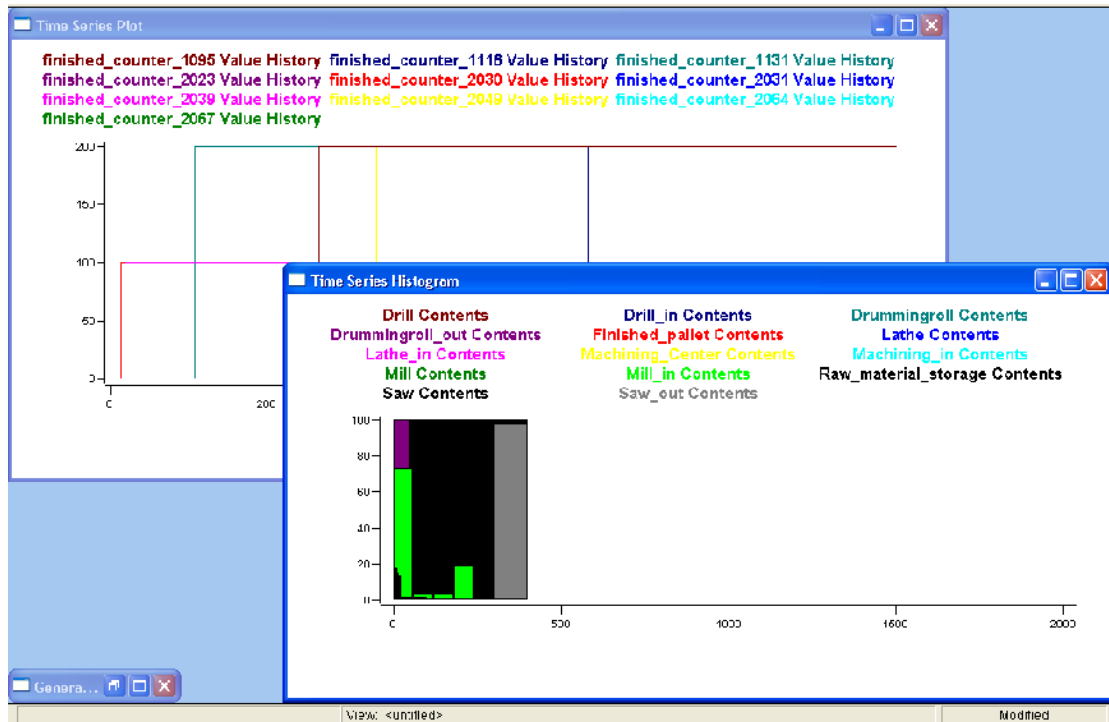 Time Series Plot
finished_counter_1095 Value History finished_counter_1116 Value History finished_counter_1131 Value History
finished_counter_2023 Value History finished_counter_2030 Value History finished_counter_2031 Value History
finished_counter_2039 Value History finished_counter_2049 Value History finished_counter_2064 Value History
finished_counter_2067 Value History
200
150
100
50
0
0 200
Time Series Histogram
Drill Contents Drill_in Contents Drummingroll Contents
Drummingroll_out Contents Finished_pallet Contents Lathe Contents
Lathe_in Contents Machining_Center Contents Machining_in Contents
Mill Contents Mill_in Contents Raw_material_storage Contents
Saw Contents Saw_out Contents
100
80
60
40
20
0
0 500 1000 1500 2000
Genera...
View: <untitled> Modified